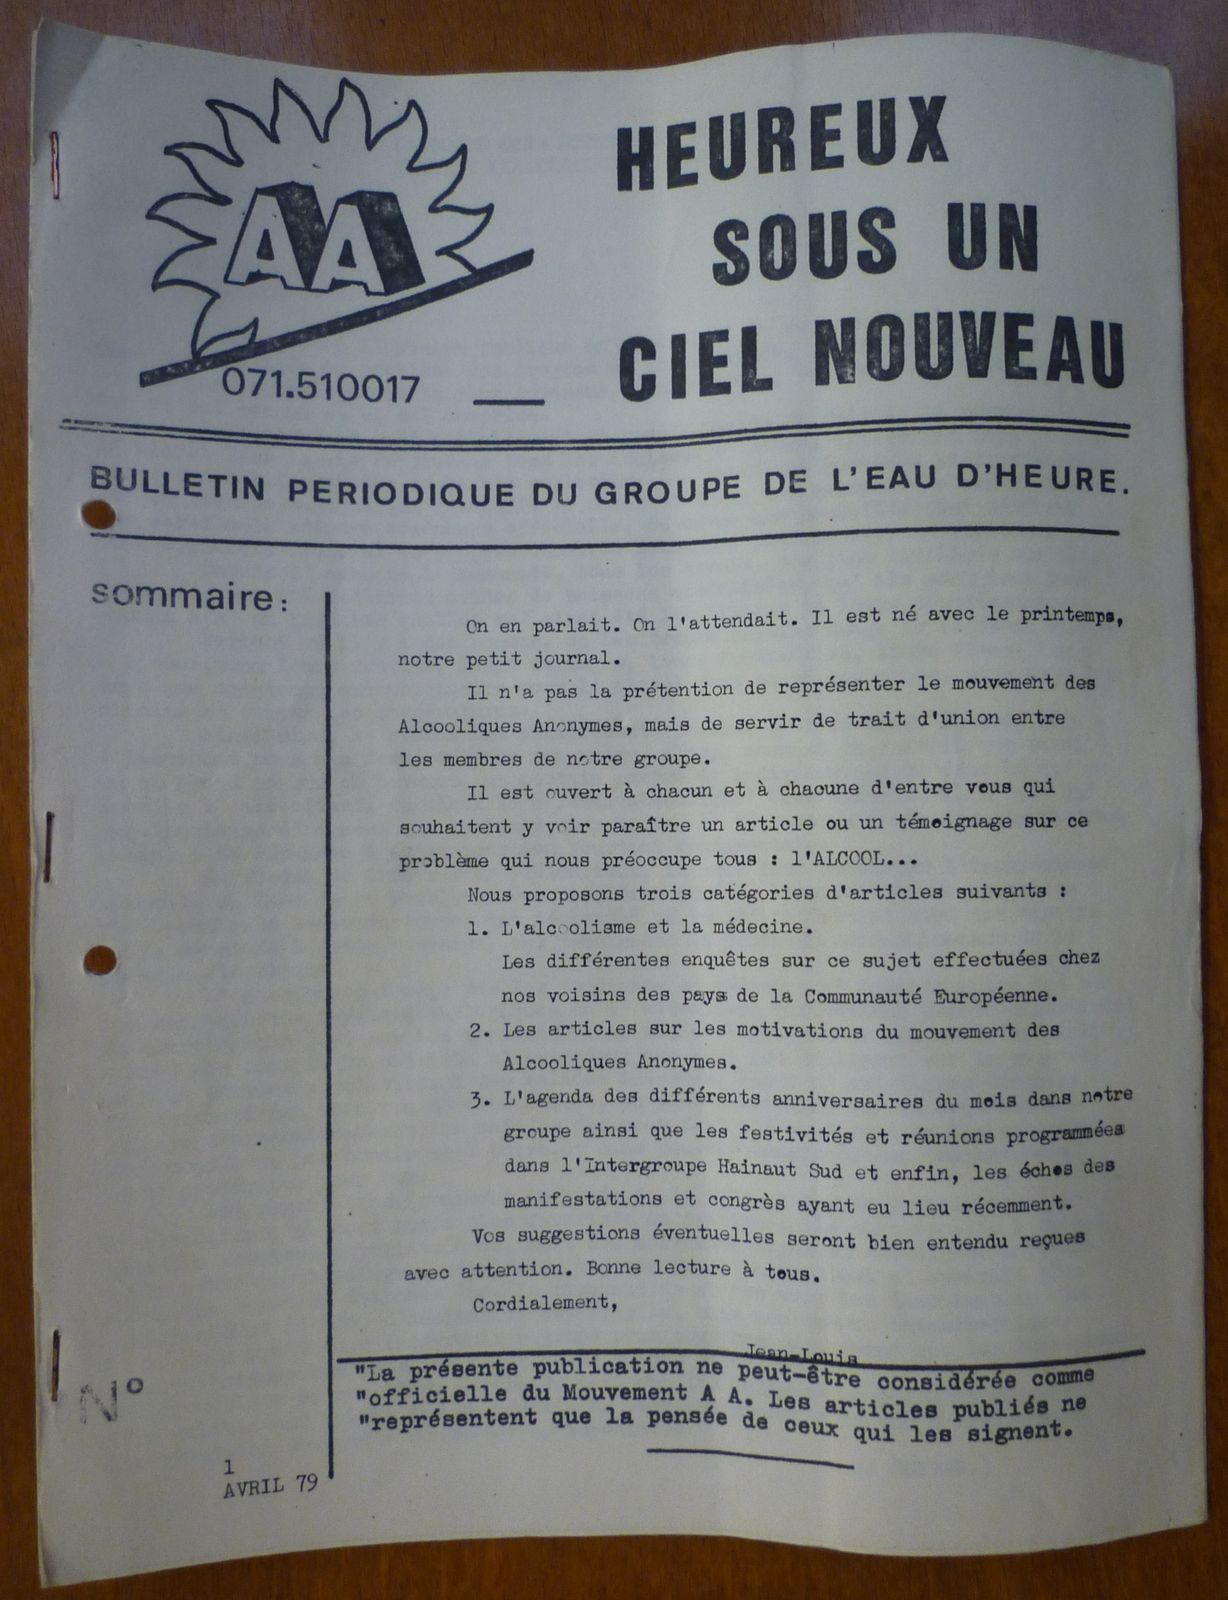 AA
071.510017
HEUREUX
SOUS UN
CIEL NOUVEAU
BULLETIN PERIODIQUE DU GROUPE DE L'EAU D'HEURE.
sommaire:
On en parlait. On l'attendait. Il est né avec le printemps,
notre petit journal.
Il n'a pas la prétention de représenter le mouvement des
Alcooliques Anonymes, mais de servir de trait d'union entre
les membres de notre groupe.
Il est ouvert à chacun et à chacune d'entre vous qui
souhaitent y voir paraître un article ou un témoignage sur ce
problème qui nous préoccupe tous : l'ALCOOL...
Nous proposons trois catégories d'articles suivants :
1. L'alcoolisme et la médecine.
Les différentes enquêtes sur ce sujet effectuées chez
nos voisins des pays de la Communauté Européenne.
2. Les articles sur les motivations du mouvement des
Alcooliques Anonymes.
3. L'agenda des différents anniversaires du mois dans notre
groupe ainsi que les festivités et réunions programmées
dans l'Intergroupe Hainaut Sud et enfin, les échos des
manifestations et congrès ayant eu lieu récemment.
Vos suggestions éventuelles seront bien entendu reçues
avec attention. Bonne lecture à tous.
Cordialement,
Jean-Louis
"La présente publication ne peut-être considérée comme
"officielle du Mouvement A A. Les articles publiés ne
"représentent que la pensée de ceux qui les signent.
N°
1
AVRIL 79